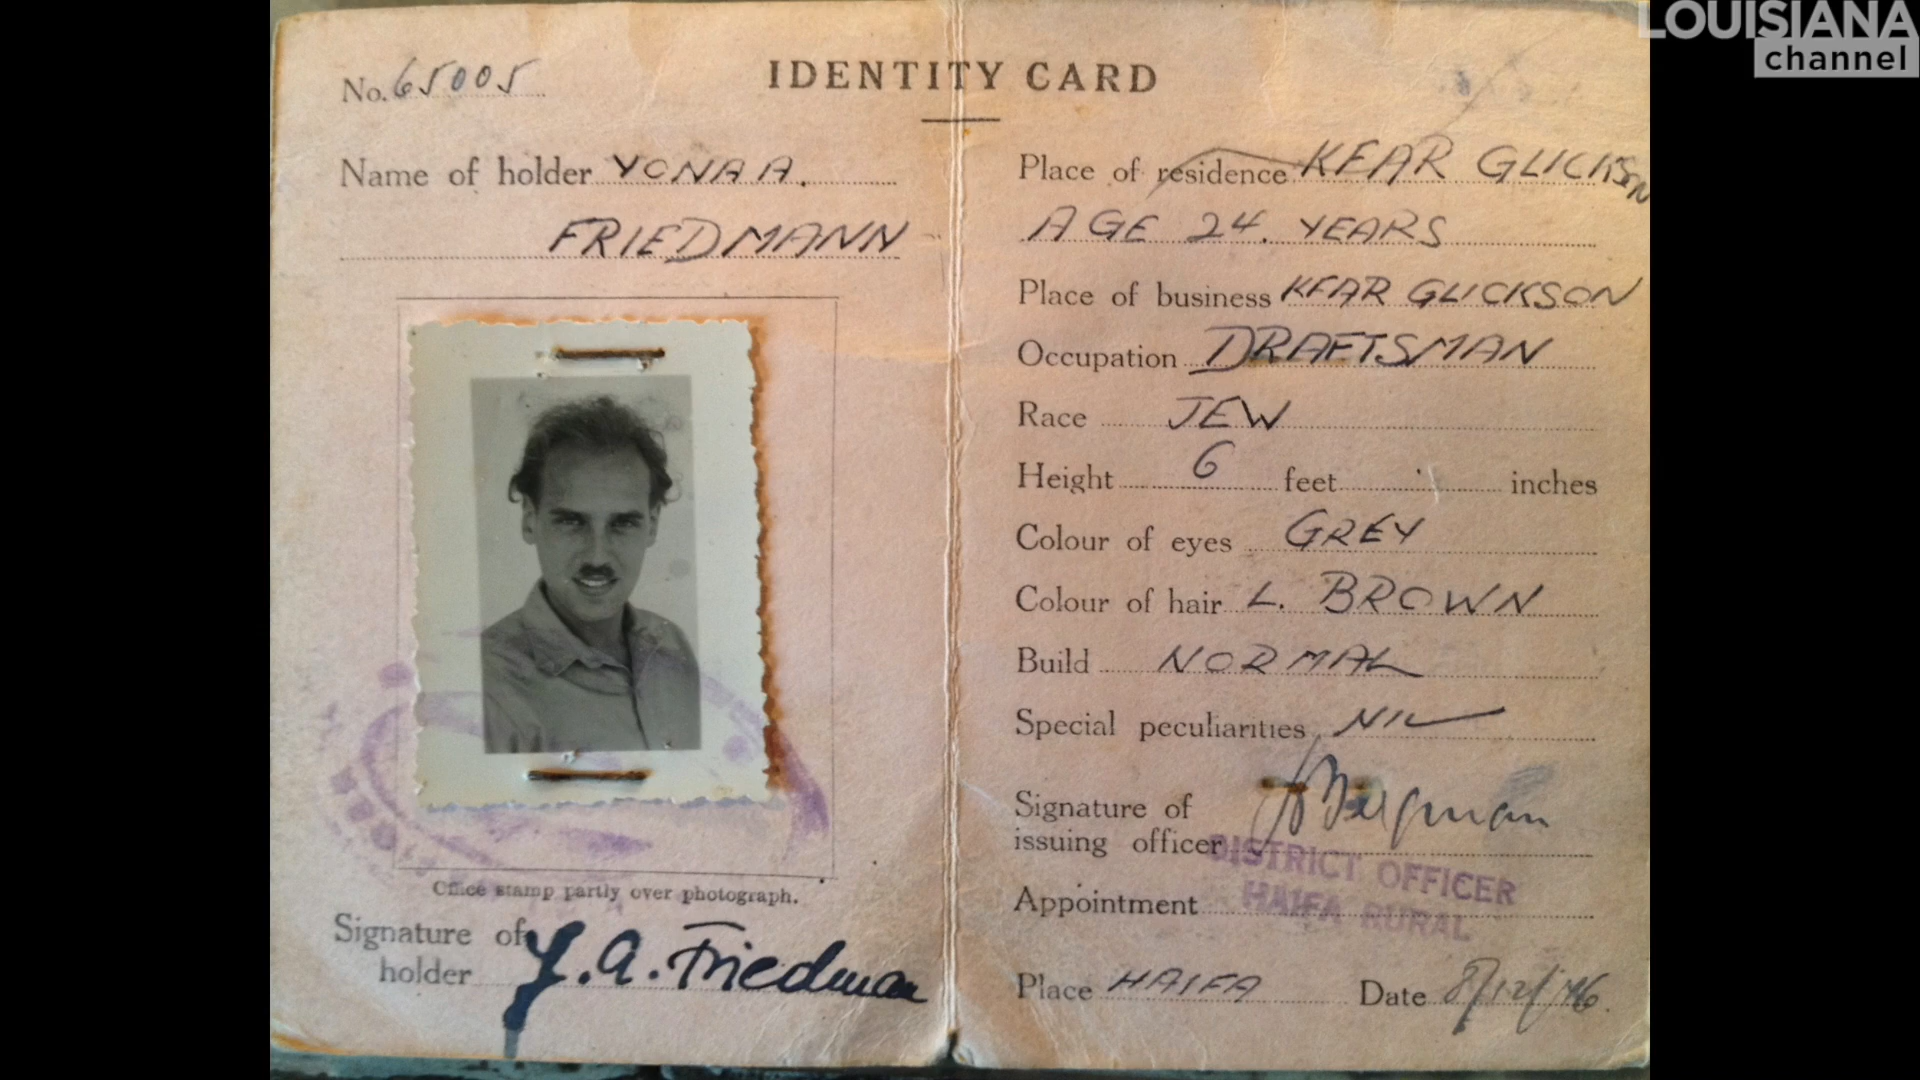 LOUISIANA
channel
IDENTITY CARD
No. 65005
Name of holder YONA A.
FRIEDMANN
Office stamp partly over photograph.
Signature of
holder Y. A. Friedman
Place of residence KFAR GLICKSON
AGE 24. YEARS
Place of business KFAR GLICKSON
Occupation DRAFTSMAN
Race JEW
Height 6 feet inches
Colour of eyes GREY
Colour of hair L. BROWN
Build NORMAL
Special peculiarities NIL
Signature of
issuing officer
DISTRICT OFFICER
HAIFA RURAL
Appointment
Place HAIFA Date 8/12/46.